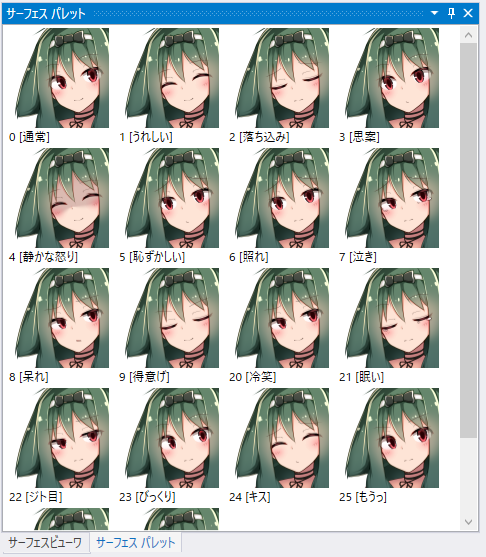 サーフェス パレット
0 [通常]
1 [うれしい]
2 [落ち込み]
3 [思案]
4 [静かな怒り]
5 [恥ずかしい]
6 [照れ]
7 [泣き]
8 [呆れ]
9 [得意げ]
20 [冷笑]
21 [眠い]
22 [ジト目]
23 [びっくり]
24 [キス]
25 [もうっ]
サーフェスビューワ
サーフェス パレット